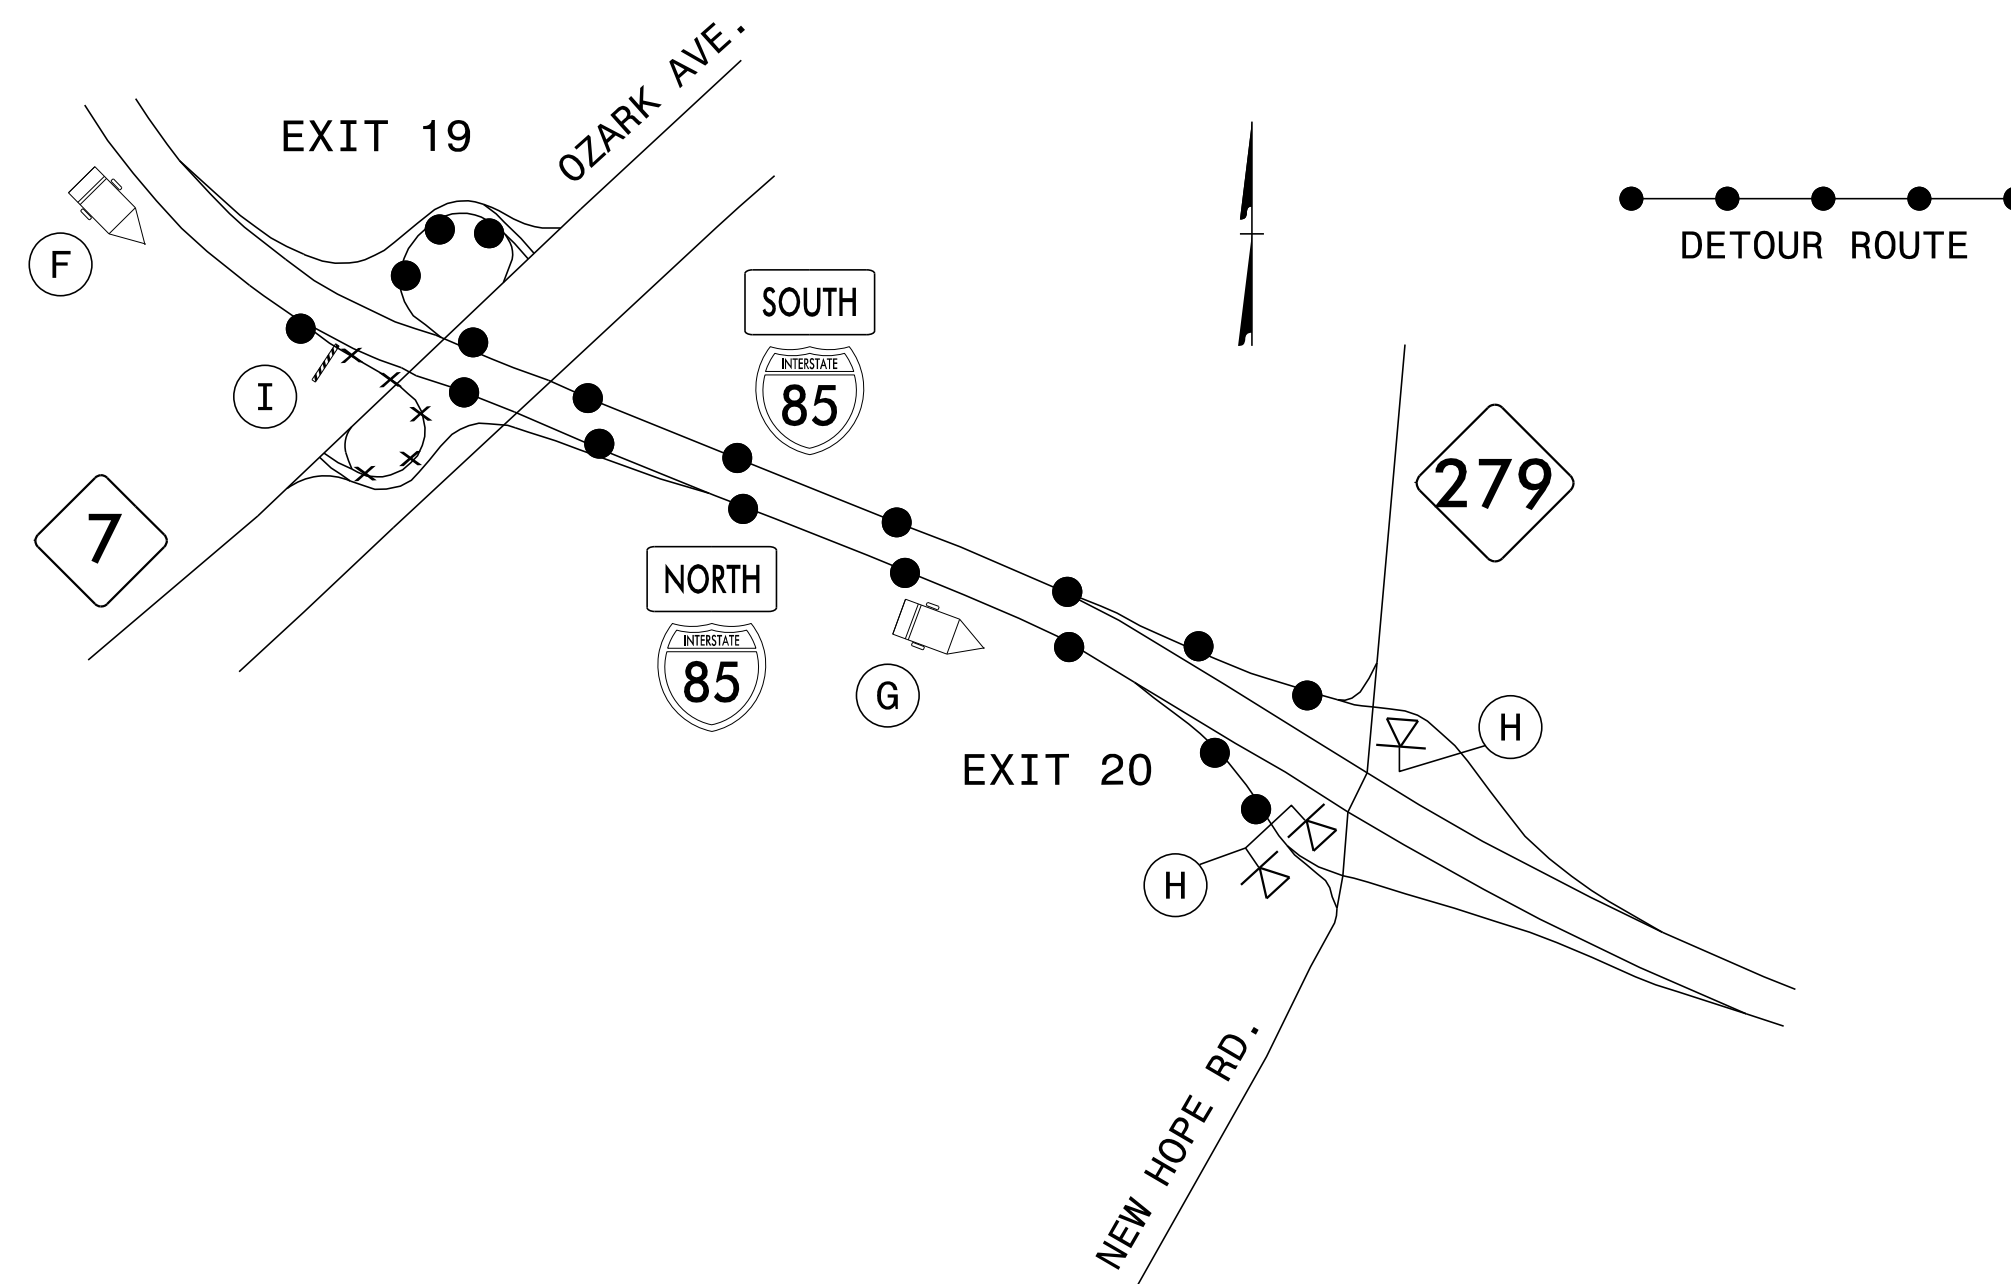 OZARK AVE.
EXIT 19
DETOUR ROUTE
F
SOUTH
INTERSTATE
85
I
279
7
NORTH
INTERSTATE
85
G
H
EXIT 20
H
NEW HOPE RD.